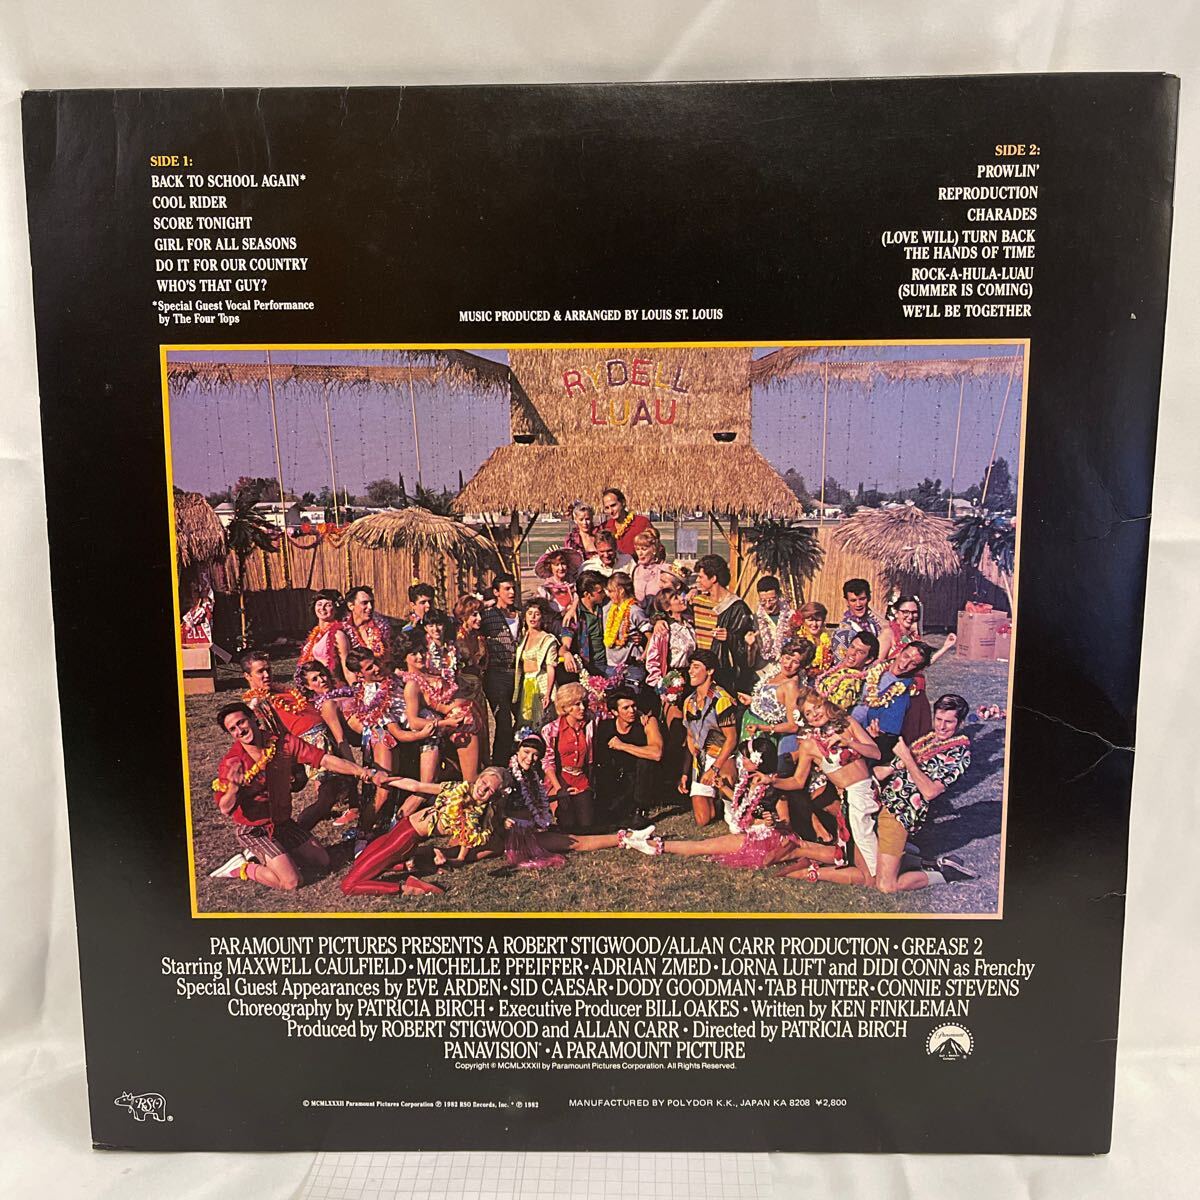 SIDE 1:
BACK TO SCHOOL AGAIN*
COOL RIDER
SCORE TONIGHT
GIRL FOR ALL SEASONS
DO IT FOR OUR COUNTRY
WHO'S THAT GUY?
*Special Guest Vocal Performance
by The Four Tops
SIDE 2:
PROWLIN'
REPRODUCTION
CHARADES
(LOVE WILL) TURN BACK
THE HANDS OF TIME
ROCK-A-HULA-LUAU
(SUMMER IS COMING)
WE'LL BE TOGETHER
MUSIC PRODUCED & ARRANGED BY LOUIS ST. LOUIS
RYDELL
LUAU
PARAMOUNT PICTURES PRESENTS A ROBERT STIGWOOD/ALLAN CARR PRODUCTION • GREASE 2
Starring MAXWELL CAULFIELD • MICHELLE PFEIFFER • ADRIAN ZMED • LORNA LUFT and DIDI CONN as Frenchy
Special Guest Appearances by EVE ARDEN • SID CAESAR • DODY GOODMAN • TAB HUNTER • CONNIE STEVENS
Choreography by PATRICIA BIRCH • Executive Producer BILL OAKES • Written by KEN FINKLEMAN
Produced by ROBERT STIGWOOD and ALLAN CARR • Directed by PATRICIA BIRCH
PANAVISION® • A PARAMOUNT PICTURE
Copyright © MCMLXXXII by Paramount Pictures Corporation. All Rights Reserved.
Paramount
RSO®
© MCMLXXXII Paramount Pictures Corporation ℗ 1982 RSO Records, Inc. * ℗ 1982
MANUFACTURED BY POLYDOR K.K., JAPAN KA 8208 ¥2,800